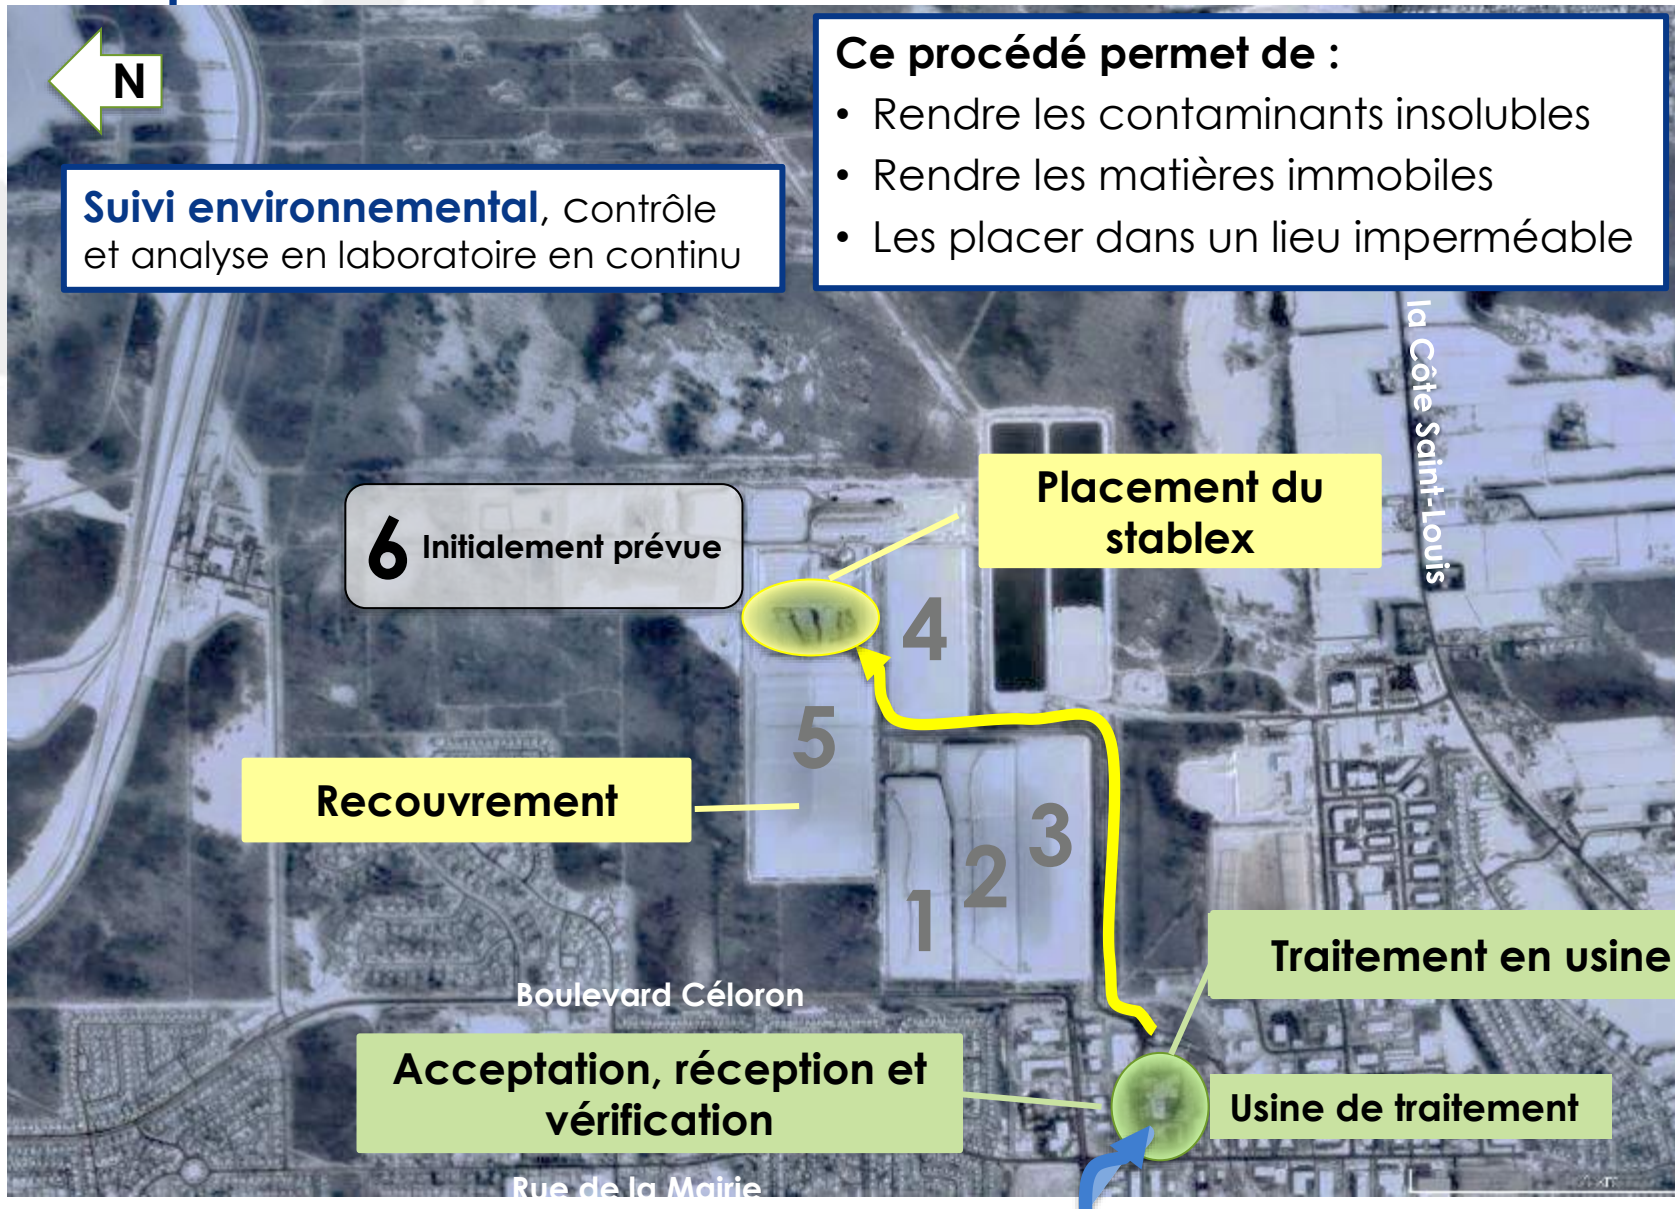 N
Ce procédé permet de :
• Rendre les contaminants insolubles
• Rendre les matières immobiles
• Les placer dans un lieu imperméable
Suivi environnemental, contrôle
et analyse en laboratoire en continu
la Côte Saint-Louis
Placement du
stablex
6 Initialement prévue
4
5
Recouvrement
3
2
1
Traitement en usine
Boulevard Céloron
Acceptation, réception et
vérification
Usine de traitement
Rue de la Mairie